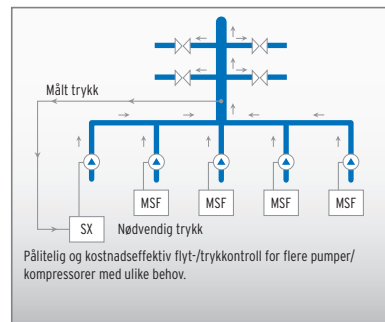 Målt trykk
MSF MSF MSF MSF
SX Nødvendig trykk
Pålitelig og kostnadseffektiv flyt-/trykkontroll for flere pumper/
kompressorer med ulike behov.